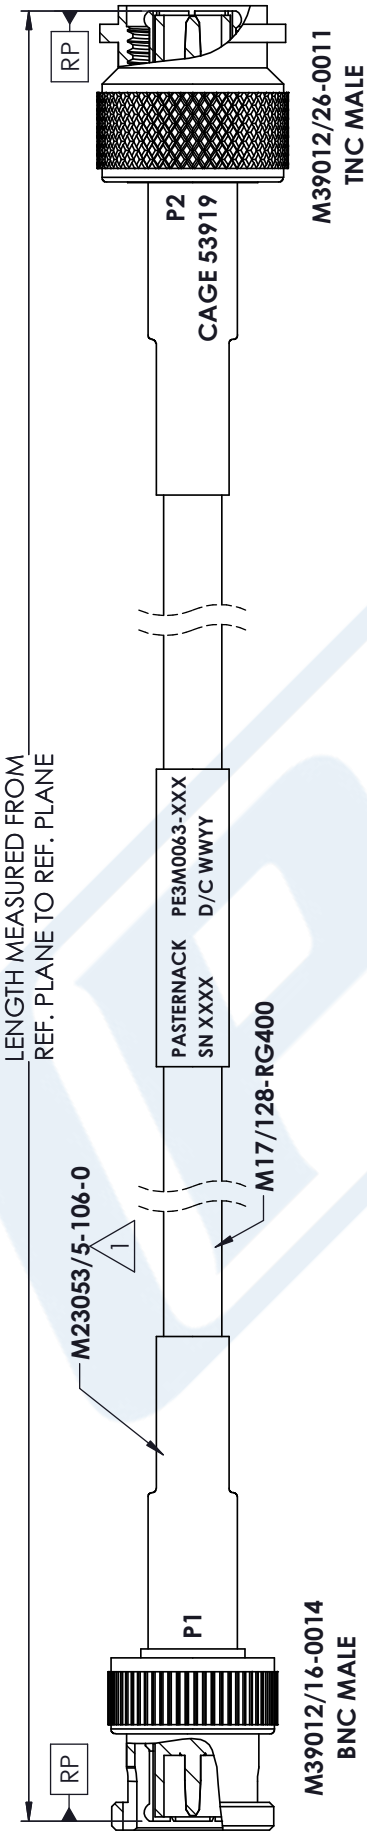 LENGTH MEASURED FROM
REF. PLANE TO REF. PLANE
RP
RP
M23053/5-106-0
1
P1
PASTERNACK PE3M0063-XXX
SN XXXX D/C WWYY
P2
CAGE 53919
M17/128-RG400
M39012/16-0014
BNC MALE
M39012/26-0011
TNC MALE